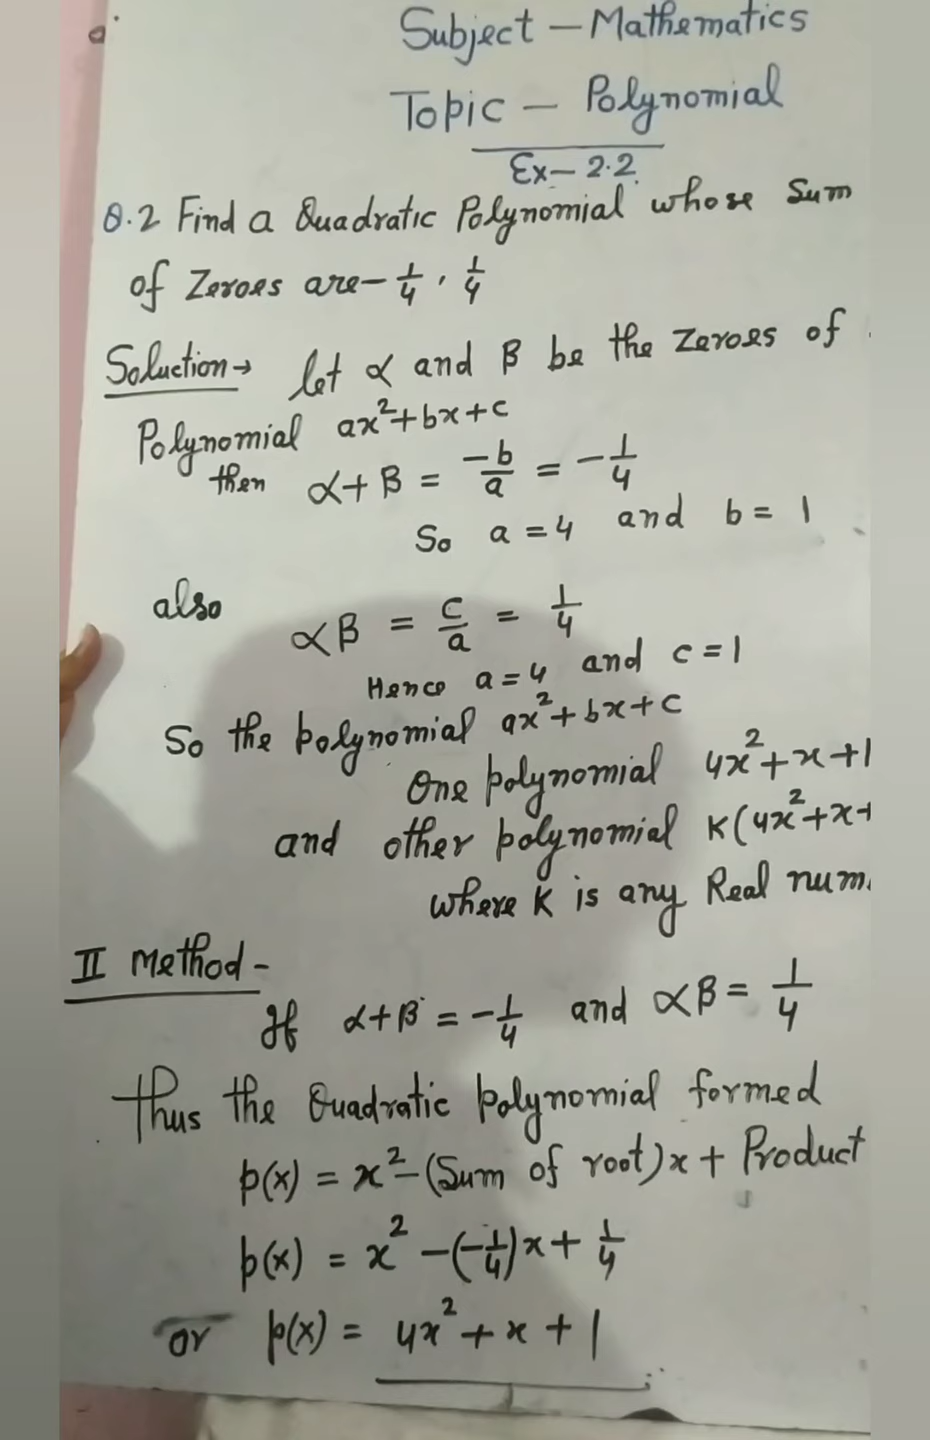 Subject - Mathematics
Topic - Polynomial
Ex- 2.2
Q.2 Find a Quadratic Polynomial whose Sum
of Zeroes are - 1/4 , 1/4
Soluction → let α and β be the zeroes of
Polynomial ax²+bx+c
then α+β = -b/a = -1/4
So a = 4 and b = 1
also
αβ = c/a = 1/4
Hence a = 4 and c = 1
So the polynomial ax²+bx+c
One polynomial 4x²+x+1
and other polynomial K(4x²+x+
where K is any Real num
II Method -
If α+β = -1/4 and αβ = 1/4
Thus the Quadratic polynomial formed
p(x) = x² - (Sum of root)x + Product
p(x) = x² - (-1/4)x + 1/4
or p(x) = 4x² + x + 1